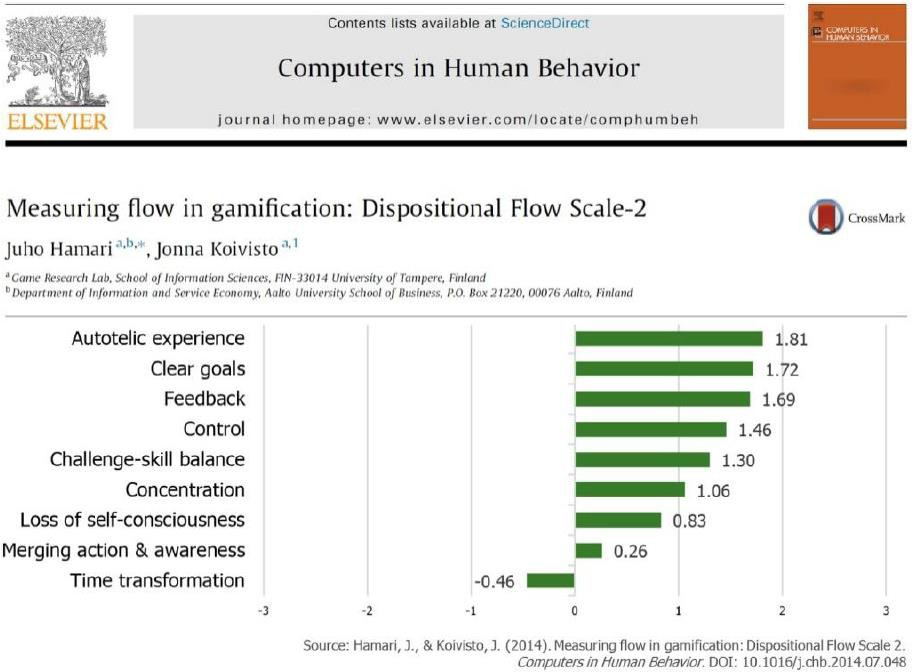 Contents lists available at ScienceDirect
Computers in Human Behavior
journal homepage: www.elsevier.com/locate/comphumbeh
ELSEVIER
COMPUTERS IN
HUMAN BEHAVIOR
Measuring flow in gamification: Dispositional Flow Scale-2
CrossMark
Juho Hamari a,b,*, Jonna Koivisto a,1
a Game Research Lab, School of Information Sciences, FIN-33014 University of Tampere, Finland
b Department of Information and Service Economy, Aalto University School of Business, P.O. Box 21220, 00076 Aalto, Finland
Autotelic experience 1.81
Clear goals 1.72
Feedback 1.69
Control 1.46
Challenge-skill balance 1.30
Concentration 1.06
Loss of self-consciousness 0.83
Merging action & awareness 0.26
Time transformation -0.46
-3 -2 -1 0 1 2 3
Source: Hamari, J., & Koivisto, J. (2014). Measuring flow in gamification: Dispositional Flow Scale 2.
Computers in Human Behavior. DOI: 10.1016/j.chb.2014.07.048